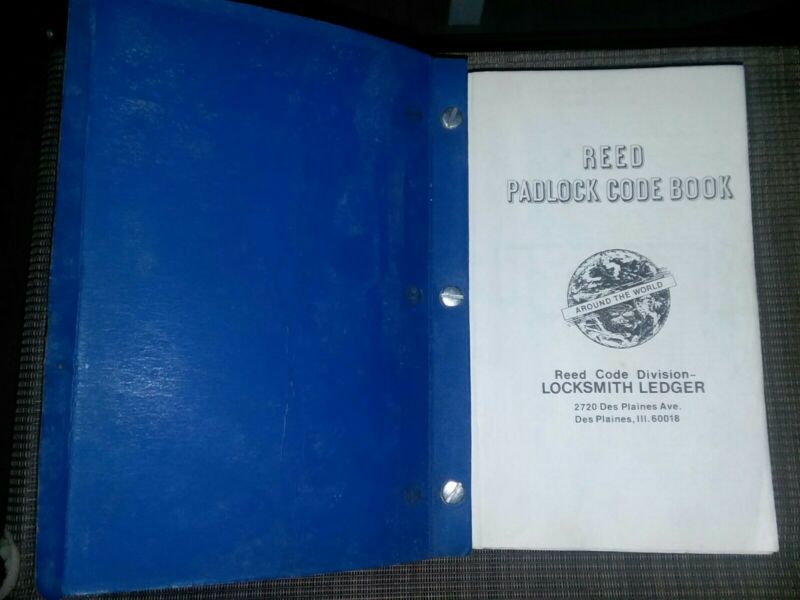 REED
PADLOCK CODE BOOK
AROUND THE WORLD
Reed Code Division-
LOCKSMITH LEDGER
2720 Des Plaines Ave.
Des Plaines, Ill. 60018